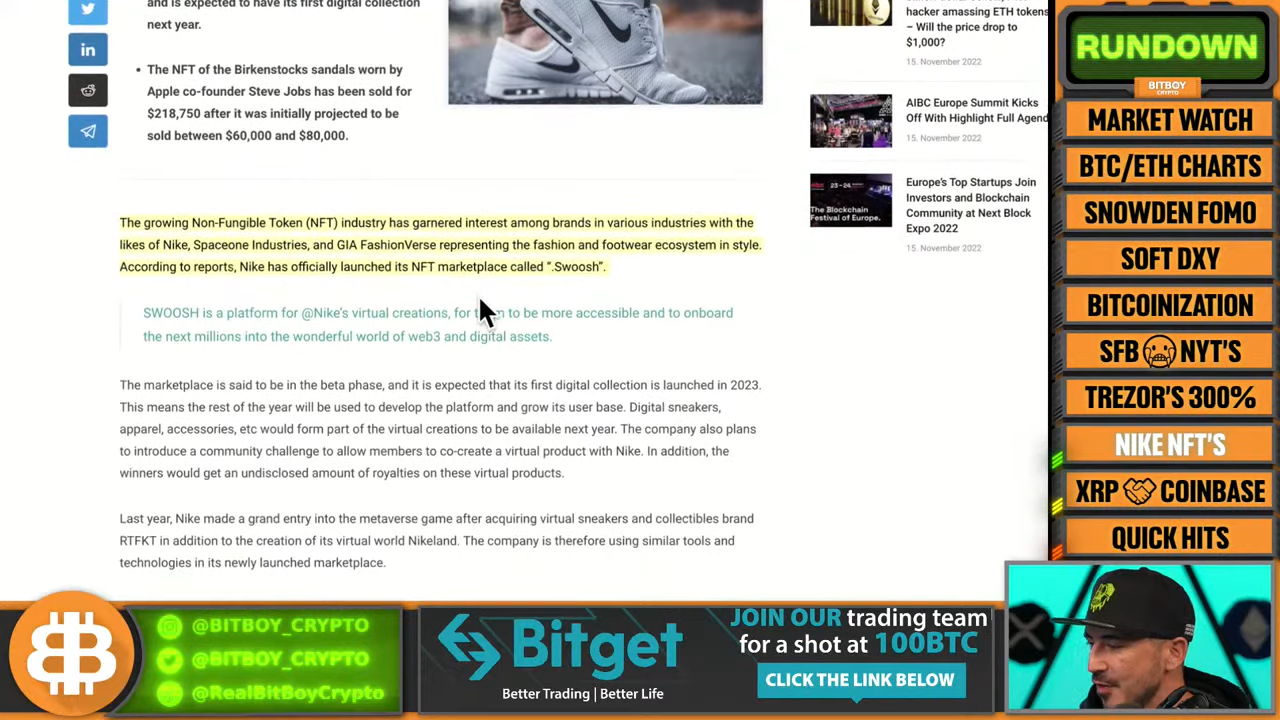 and is expected to have its first digital collection
next year.
• The NFT of the Birkenstocks sandals worn by
Apple co-founder Steve Jobs has been sold for
$218,750 after it was initially projected to be
sold between $60,000 and $80,000.
The growing Non-Fungible Token (NFT) industry has garnered interest among brands in various industries with the
likes of Nike, Spaceone Industries, and GIA FashionVerse representing the fashion and footwear ecosystem in style.
According to reports, Nike has officially launched its NFT marketplace called “.Swoosh”.
SWOOSH is a platform for @Nike's virtual creations, for to be more accessible and to onboard
the next millions into the wonderful world of web3 and digital assets.
The marketplace is said to be in the beta phase, and it is expected that its first digital collection is launched in 2023.
This means the rest of the year will be used to develop the platform and grow its user base. Digital sneakers,
apparel, accessories, etc would form part of the virtual creations to be available next year. The company also plans
to introduce a community challenge to allow members to co-create a virtual product with Nike. In addition, the
winners would get an undisclosed amount of royalties on these virtual products.
Last year, Nike made a grand entry into the metaverse game after acquiring virtual sneakers and collectibles brand
RTFKT in addition to the creation of its virtual world Nikeland. The company is therefore using similar tools and
technologies in its newly launched marketplace.
hacker amassing ETH tokens
– Will the price drop to
$1,000?
15. November 2022
AIBC Europe Summit Kicks
Off With Highlight Full Agend
15. November 2022
23–24
The Blockchain
Festival of Europe.
Europe's Top Startups Join
Investors and Blockchain
Community at Next Block
Expo 2022
15. November 2022
RUNDOWN
BITBOY
CRYPTO
MARKET WATCH
BTC/ETH CHARTS
SNOWDEN FOMO
SOFT DXY
BITCOINIZATION
SFB NYT'S
TREZOR'S 300%
NIKE NFT'S
XRP COINBASE
QUICK HITS
@BITBOY_CRYPTO
@BITBOY_CRYPTO
@RealBitBoyCrypto
Bitget
Better Trading | Better Life
JOIN OUR trading team
for a shot at 100BTC
CLICK THE LINK BELOW